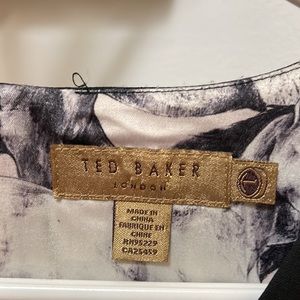 TED BAKER
LONDON
MADE IN
CHINA
FABRIQUE EN
CHINE
RN95229
CA25459